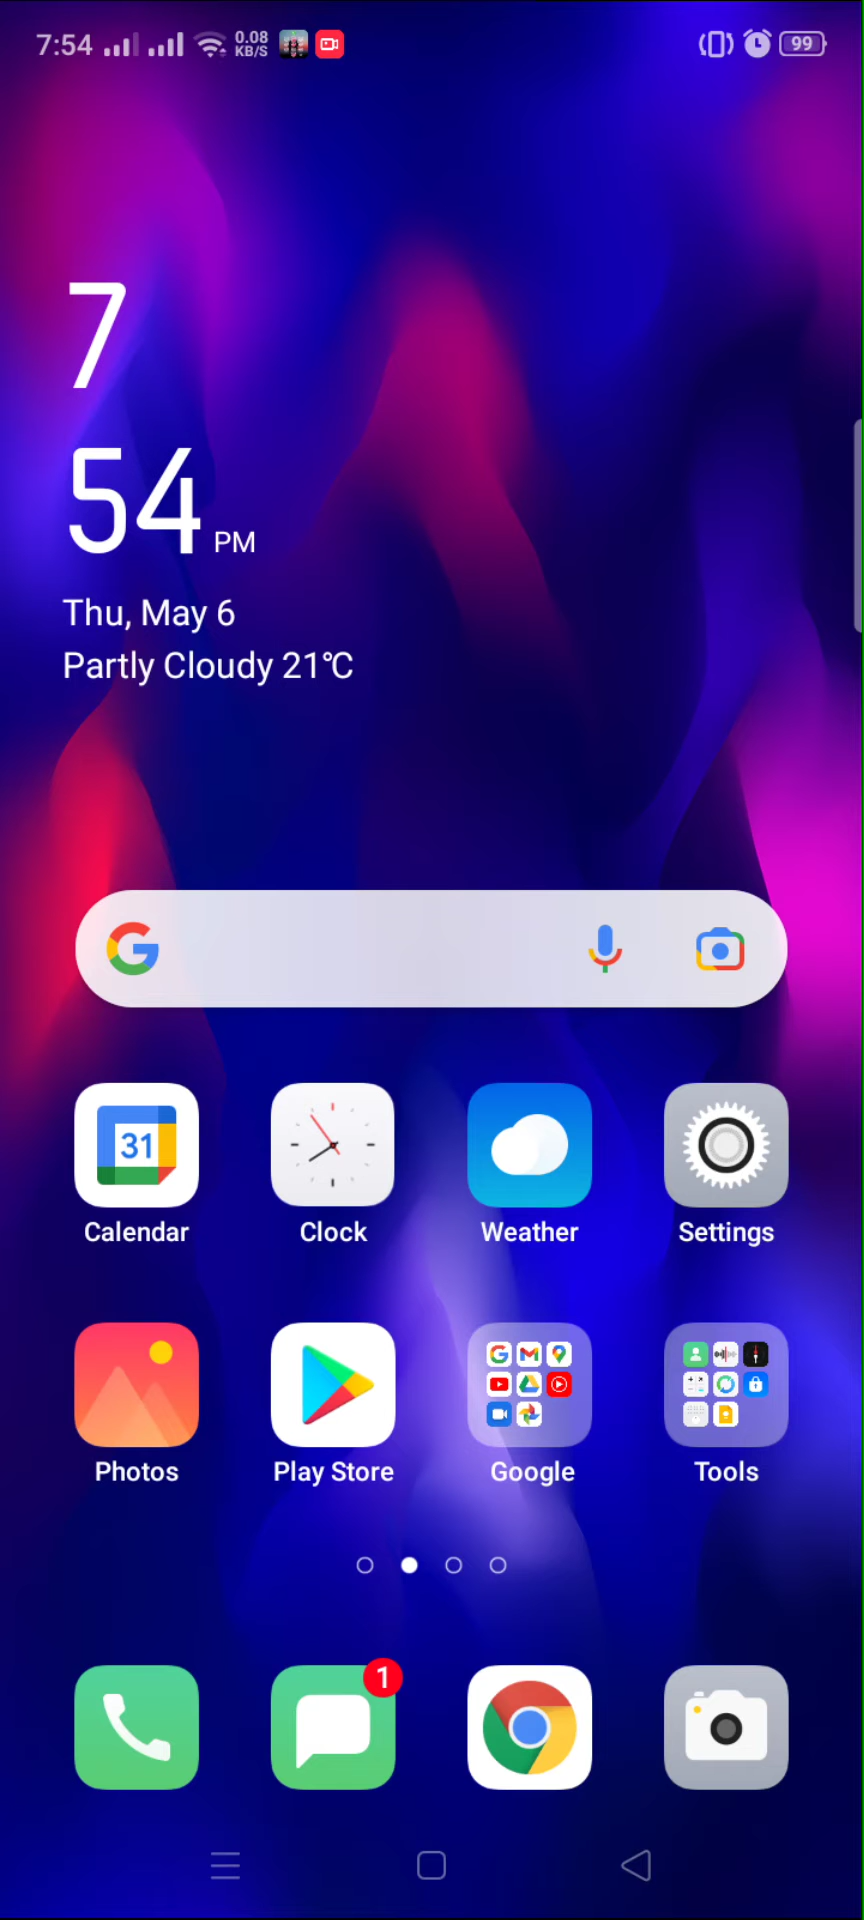 7:54 0.08 KB/S 99
7
54 PM
Thu, May 6
Partly Cloudy 21℃
31
Calendar Clock Weather Settings
Photos Play Store Google Tools
1